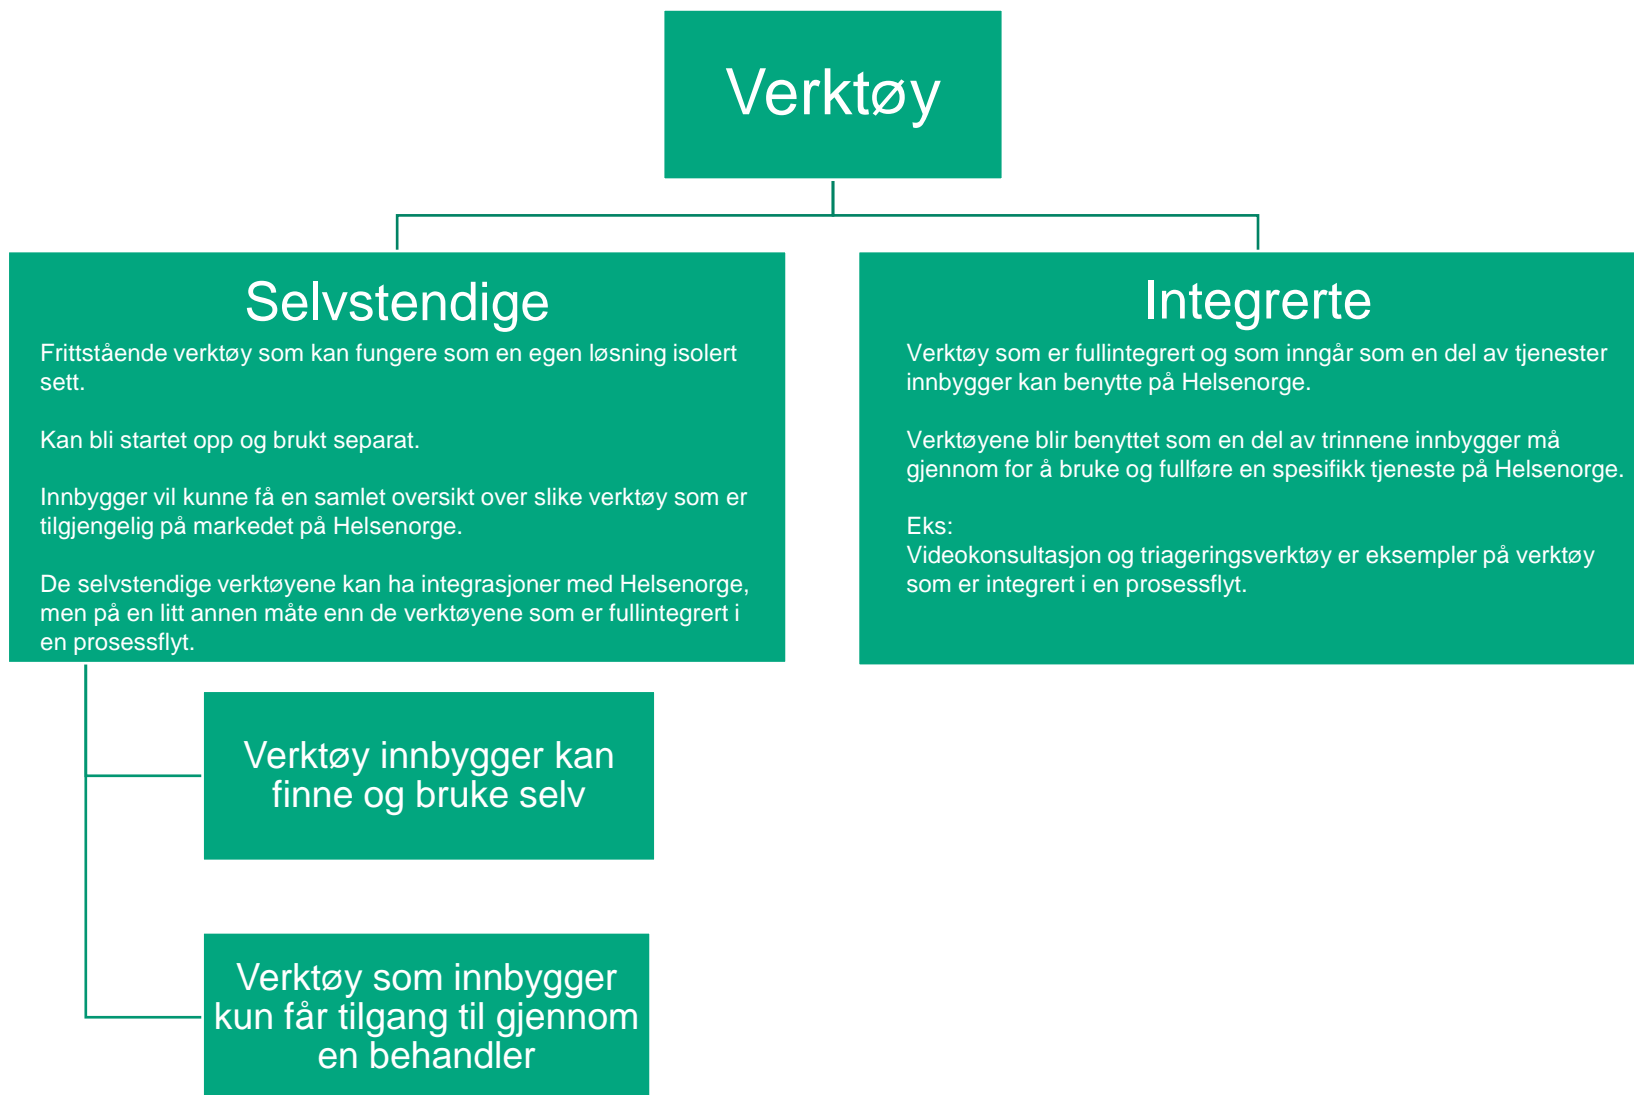 Verktøy
Selvstendige
Frittstående verktøy som kan fungere som en egen løsning isolert
sett.
Kan bli startet opp og brukt separat.
Innbygger vil kunne få en samlet oversikt over slike verktøy som er
tilgjengelig på markedet på Helsenorge.
De selvstendige verktøyene kan ha integrasjoner med Helsenorge,
men på en litt annen måte enn de verktøyene som er fullintegrert i
en prosessflyt.
Integrerte
Verktøy som er fullintegrert og som inngår som en del av tjenester
innbygger kan benytte på Helsenorge.
Verktøyene blir benyttet som en del av trinnene innbygger må
gjennom for å bruke og fullføre en spesifikk tjeneste på Helsenorge.
Eks:
Videokonsultasjon og triageringsverktøy er eksempler på verktøy
som er integrert i en prosessflyt.
Verktøy innbygger kan
finne og bruke selv
Verktøy som innbygger
kun får tilgang til gjennom
en behandler